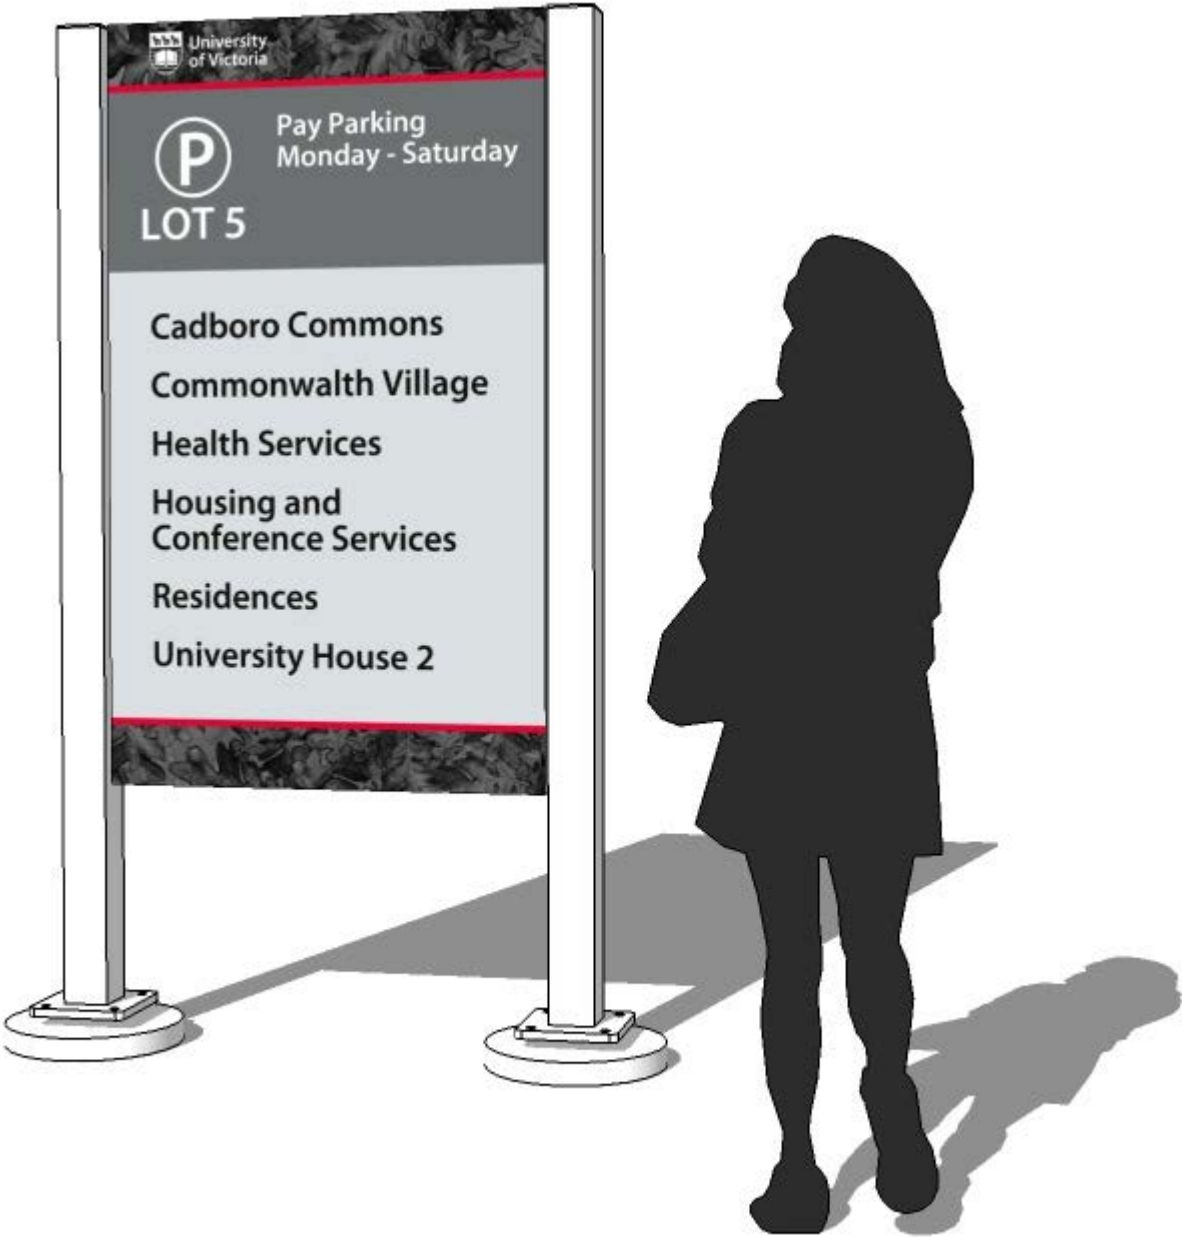 University
of Victoria
P
Pay Parking
Monday - Saturday
LOT 5
Cadboro Commons
Commonwalth Village
Health Services
Housing and
Conference Services
Residences
University House 2